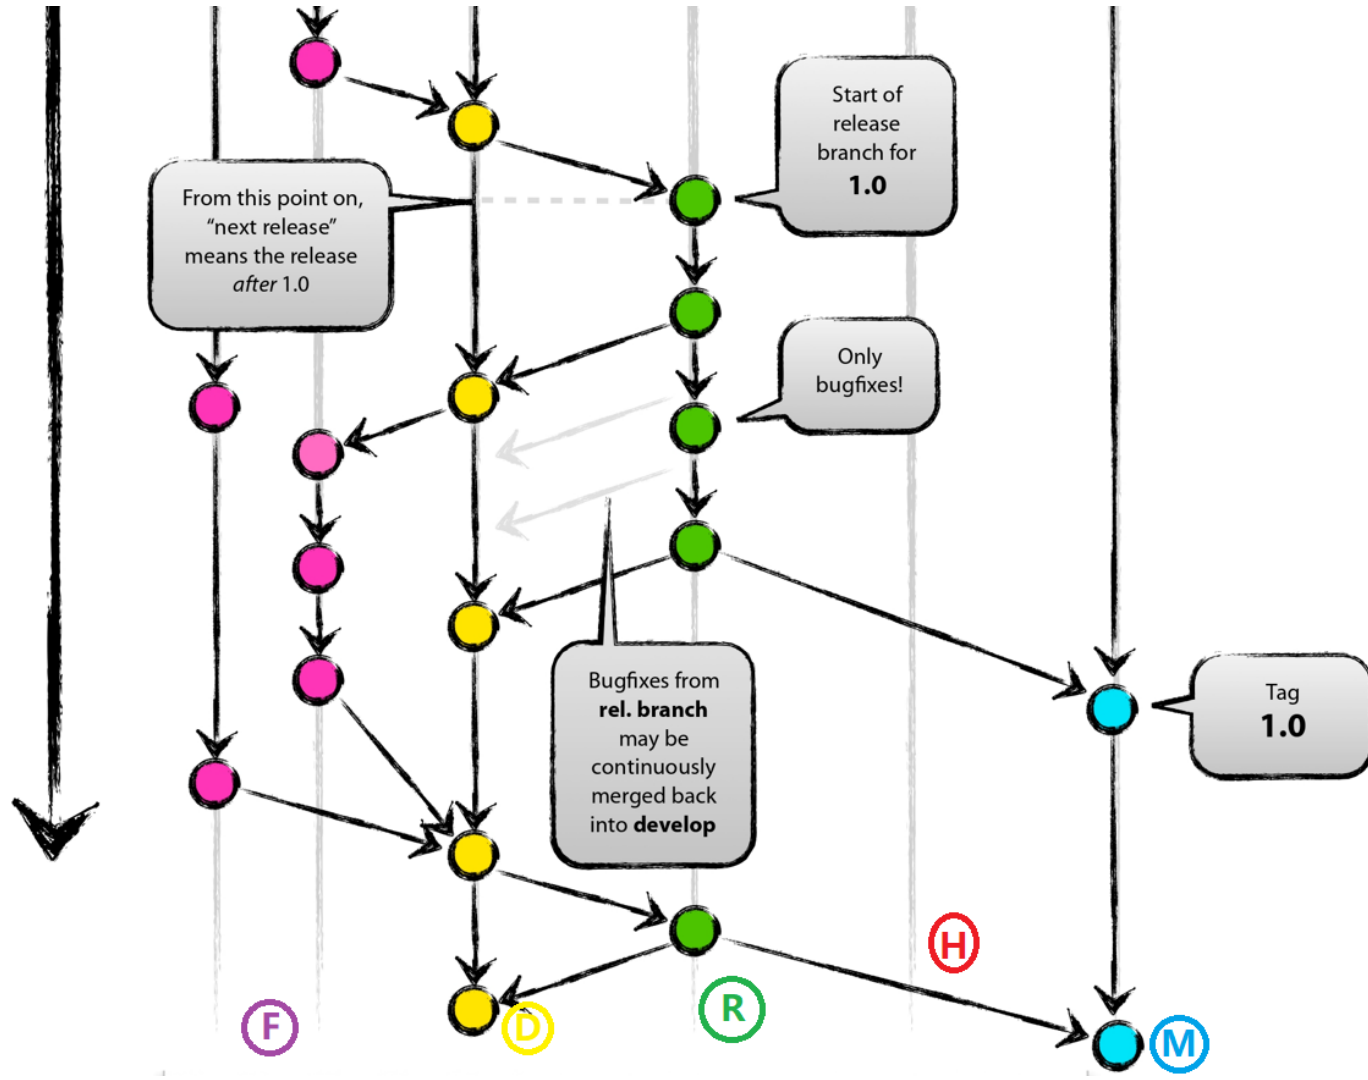 Start of
release
branch for
1.0
From this point on,
“next release”
means the release
after 1.0
Only
bugfixes!
Bugfixes from
rel. branch
may be
continuously
merged back
into develop
Tag
1.0
H
R
F
D
M